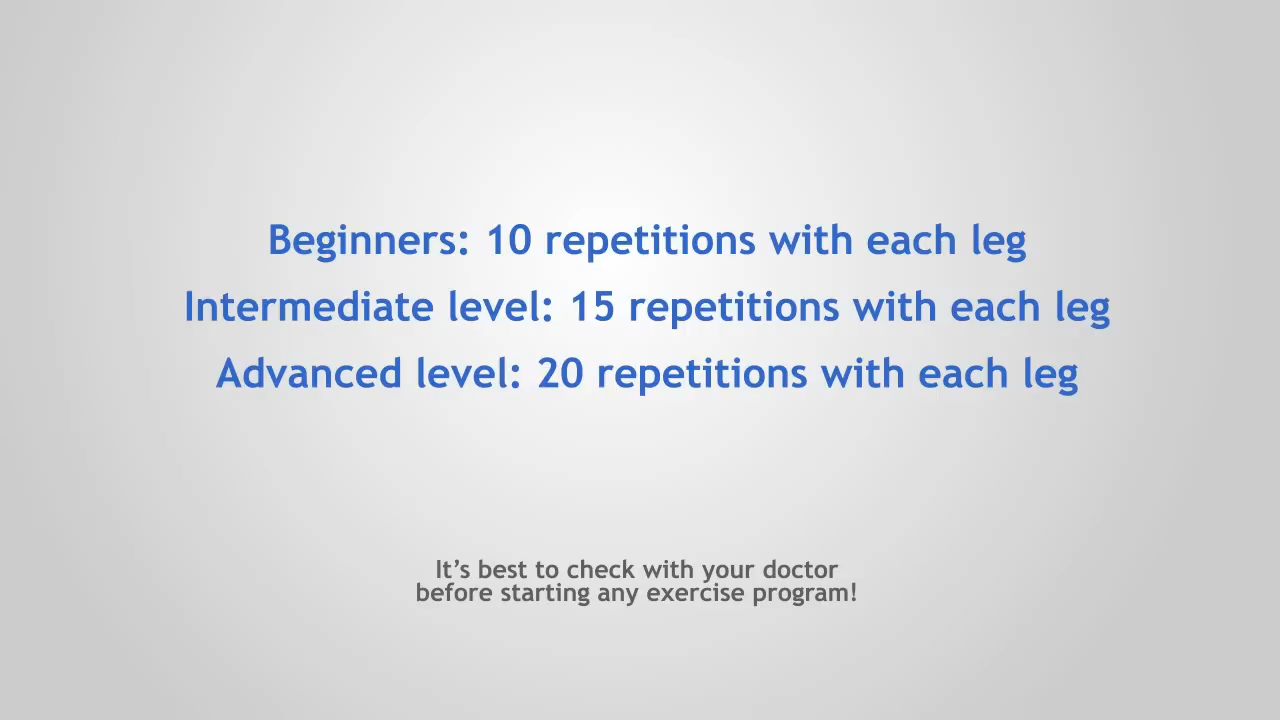 Beginners: 10 repetitions with each leg
Intermediate level: 15 repetitions with each leg
Advanced level: 20 repetitions with each leg
It’s best to check with your doctor
before starting any exercise program!